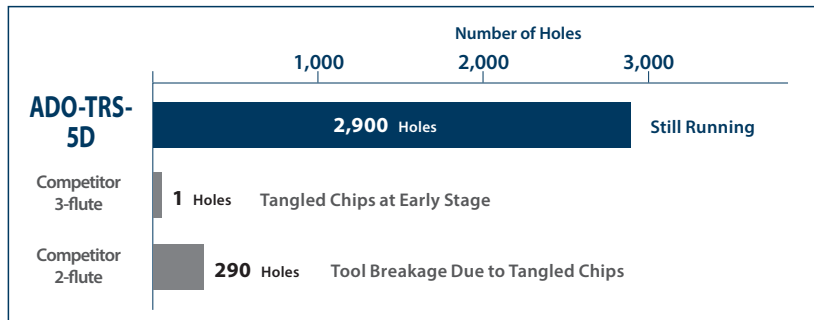 Number of Holes
1,000 2,000 3,000
ADO-TRS-
5D
2,900 Holes Still Running
Competitor
3-flute
1 Holes Tangled Chips at Early Stage
Competitor
2-flute
290 Holes Tool Breakage Due to Tangled Chips